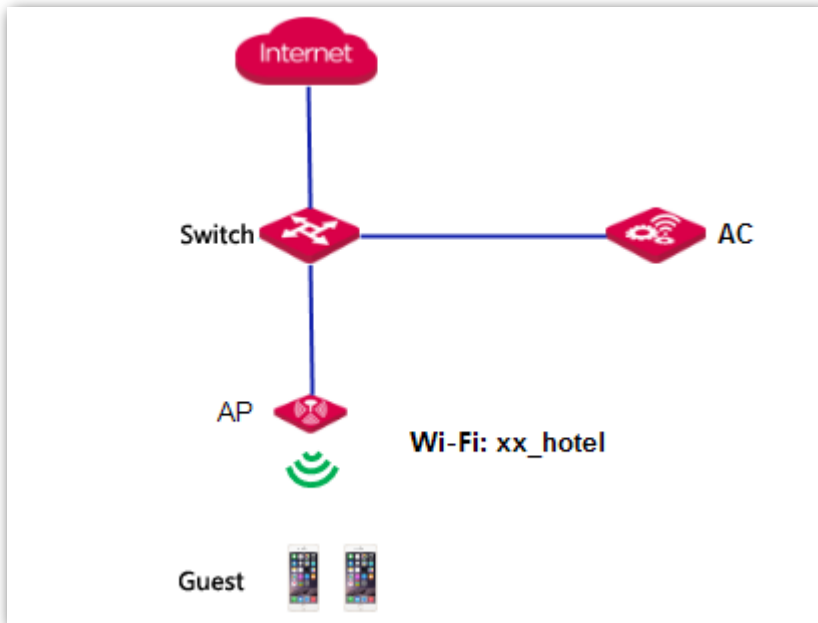 Internet
Switch
AC
AP
Wi-Fi: xx_hotel
Guest